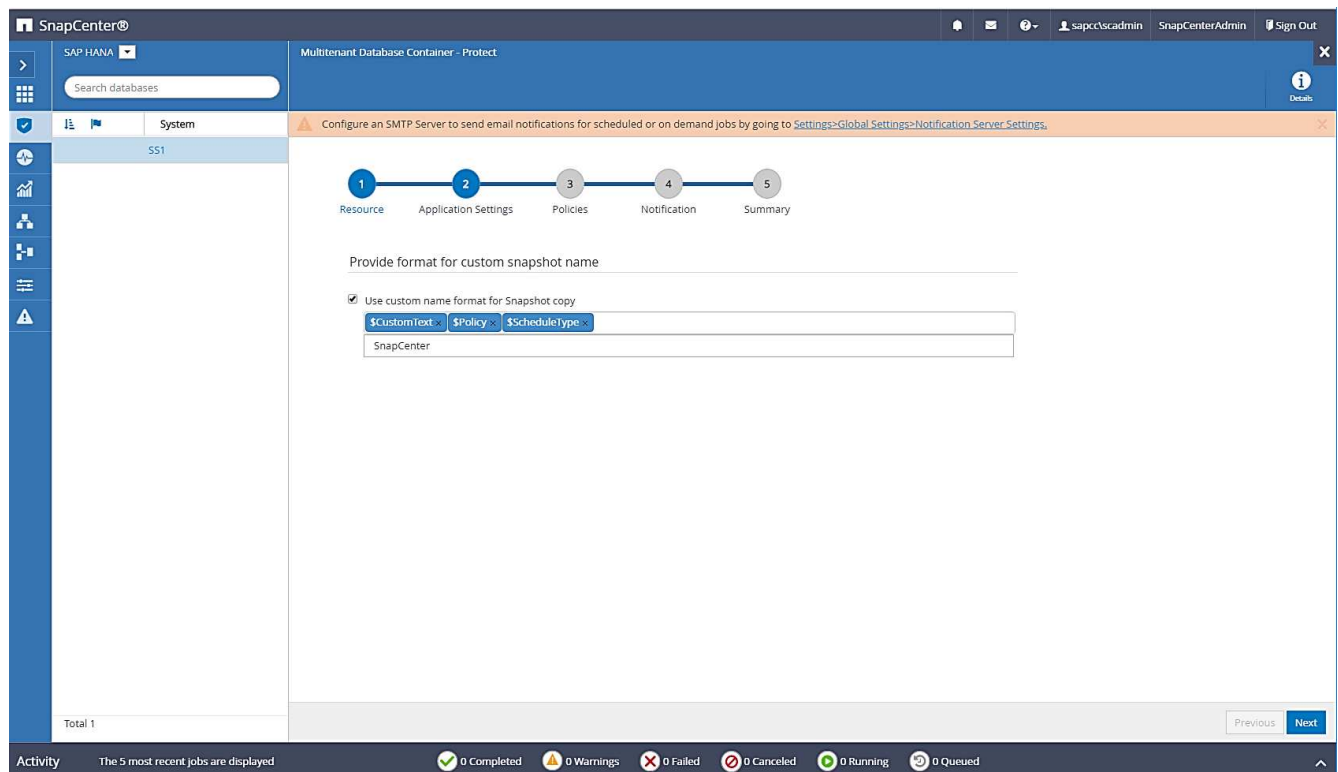 SnapCenter®
sapcc\scadmin SnapCenterAdmin Sign Out
SAP HANA
Multitenant Database Container - Protect
Search databases
Details
System
Configure an SMTP Server to send email notifications for scheduled or on demand jobs by going to Settings>Global Settings>Notification Server Settings.
SS1
1 2 3 4 5
Resource Application Settings Policies Notification Summary
Provide format for custom snapshot name
Use custom name format for Snapshot copy
$CustomText × $Policy × $ScheduleType ×
SnapCenter
Total 1
Previous Next
Activity The 5 most recent jobs are displayed 0 Completed 0 Warnings 0 Failed 0 Canceled 0 Running 0 Queued